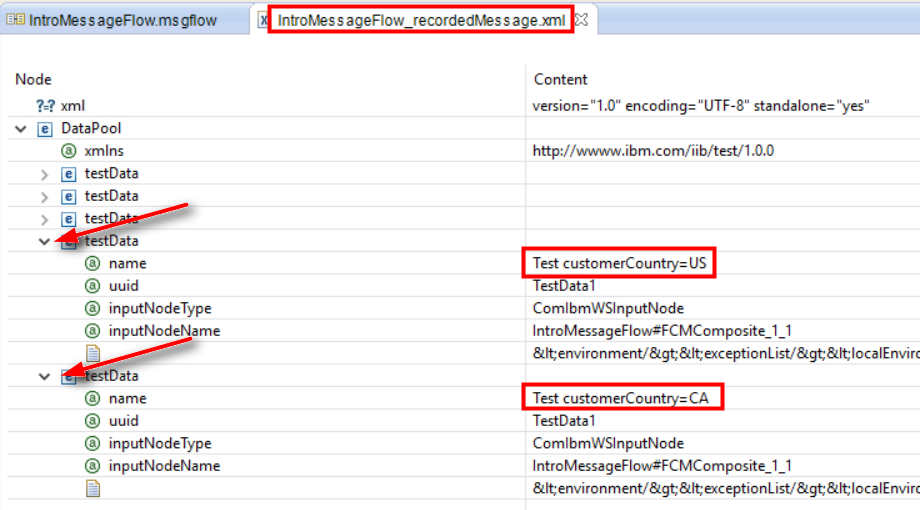 IntroMessageFlow.msgflow IntroMessageFlow_recordedMessage.xml
Node Content
?=? xml version="1.0" encoding="UTF-8" standalone="yes"
e DataPool
a xmlns http://wwww.ibm.com/iib/test/1.0.0
e testData
e testData
e testData
e testData
a name Test customerCountry=US
a uuid TestData1
a inputNodeType ComIbmWSInputNode
a inputNodeName IntroMessageFlow#FCMComposite_1_1
&lt;environment/&gt;&lt;exceptionList/&gt;&lt;localEnviro
e testData
a name Test customerCountry=CA
a uuid TestData1
a inputNodeType ComIbmWSInputNode
a inputNodeName IntroMessageFlow#FCMComposite_1_1
&lt;environment/&gt;&lt;exceptionList/&gt;&lt;localEnviro